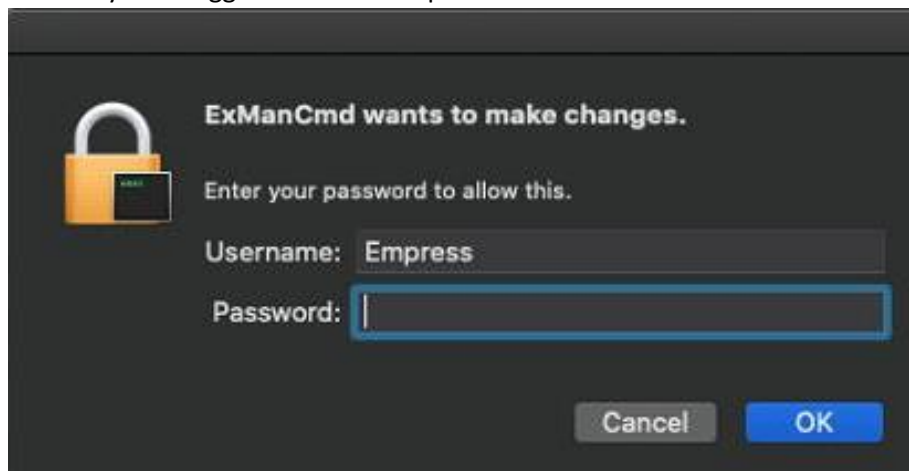 ExManCmd wants to make changes.
Enter your password to allow this.
Username: Empress
Password:
Cancel OK